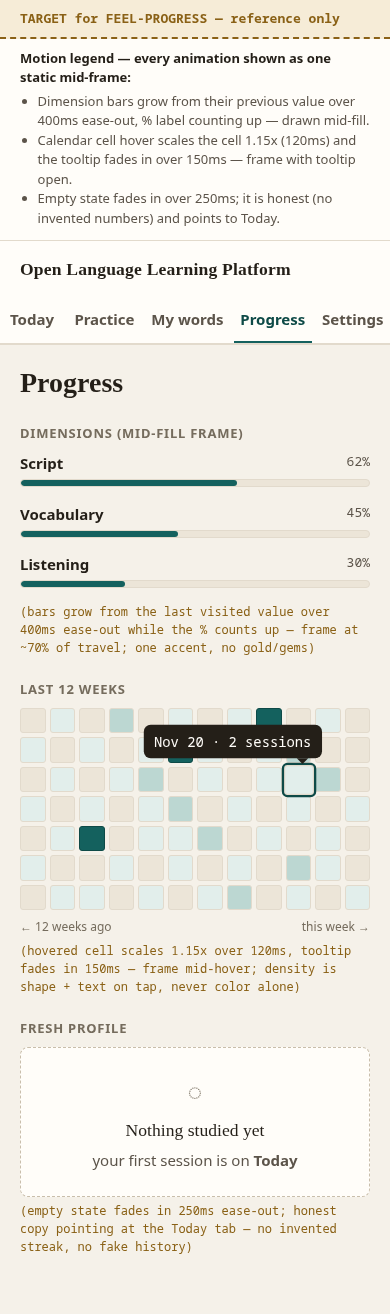 TARGET for FEEL-PROGRESS — reference only
Motion legend — every animation shown as one
static mid-frame:
Dimension bars grow from their previous value over
400ms ease-out, % label counting up — drawn mid-fill.
Calendar cell hover scales the cell 1.15x (120ms) and
the tooltip fades in over 150ms — frame with tooltip
open.
Empty state fades in over 250ms; it is honest (no
invented numbers) and points to Today.
Open Language Learning Platform
Today Practice My words Progress Settings
Progress
DIMENSIONS (MID-FILL FRAME)
Script 62%
Vocabulary 45%
Listening 30%
(bars grow from the last visited value over
400ms ease-out while the % counts up — frame at
~70% of travel; one accent, no gold/gems)
LAST 12 WEEKS
Nov 20 · 2 sessions
← 12 weeks ago this week →
(hovered cell scales 1.15x over 120ms, tooltip
fades in 150ms — frame mid-hover; density is
shape + text on tap, never color alone)
FRESH PROFILE
Nothing studied yet
your first session is on Today
(empty state fades in 250ms ease-out; honest
copy pointing at the Today tab — no invented
streak, no fake history)